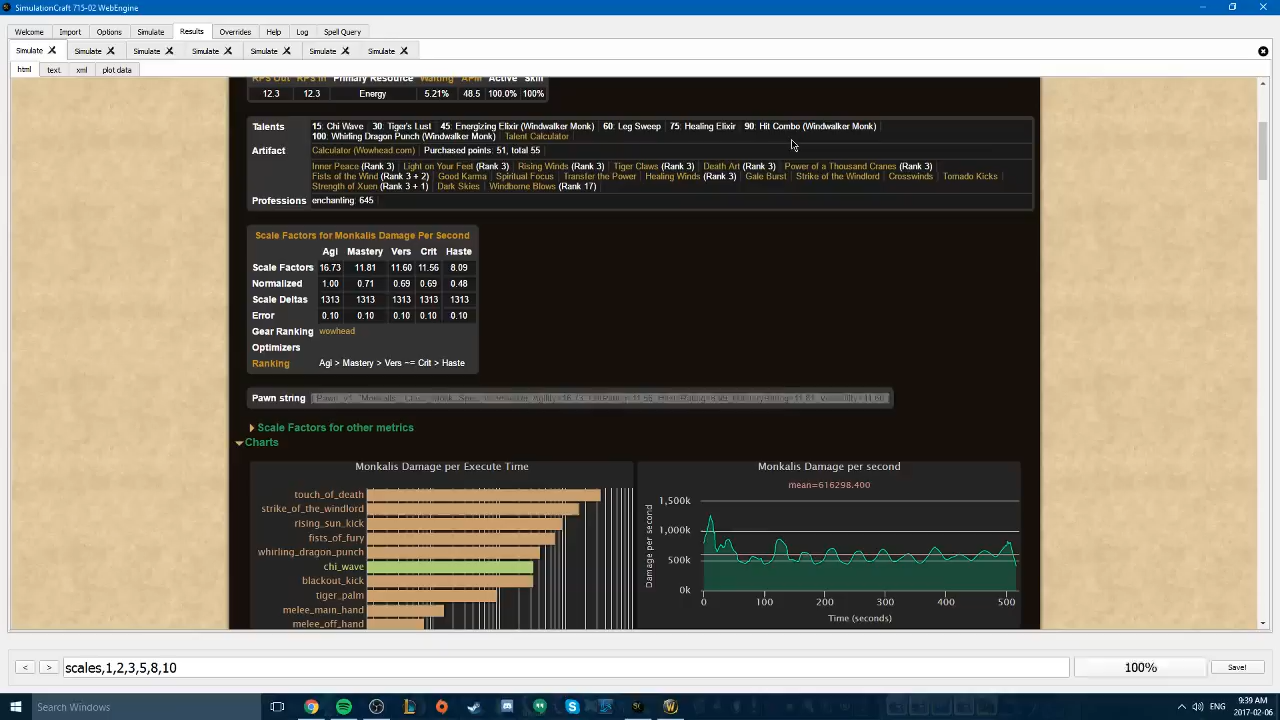 SimulationCraft 715-02 WebEngine
Welcome Import Options Simulate Results Overrides Help Log Spell Query
Simulate Simulate Simulate Simulate Simulate Simulate Simulate
html text xml plot data
RPS Out RPS In Primary Resource Waiting APM Active Skill
12.3 12.3 Energy 5.21% 48.5 100.0% 100%
Talents 15: Chi Wave 30: Tiger's Lust 45: Energizing Elixir (Windwalker Monk) 60: Leg Sweep 75: Healing Elixir 90: Hit Combo (Windwalker Monk)
100: Whirling Dragon Punch (Windwalker Monk) Talent Calculator
Artifact Calculator (Wowhead.com) Purchased points: 51, total 55
Inner Peace (Rank 3) Light on Your Feet (Rank 3) Rising Winds (Rank 3) Tiger Claws (Rank 3) Death Art (Rank 3) Power of a Thousand Cranes (Rank 3)
Fists of the Wind (Rank 3 + 2) Good Karma Spiritual Focus Transfer the Power Healing Winds (Rank 3) Gale Burst Strike of the Windlord Crosswinds Tornado Kicks
Strength of Xuen (Rank 3 + 1) Dark Skies Windborne Blows (Rank 17)
Professions enchanting: 645
Scale Factors for Monkalis Damage Per Second
Agi Mastery Vers Crit Haste
Scale Factors 16.73 11.81 11.60 11.56 8.09
Normalized 1.00 0.71 0.69 0.69 0.48
Scale Deltas 1313 1313 1313 1313 1313
Error 0.10 0.10 0.10 0.10 0.10
Gear Ranking wowhead
Optimizers
Ranking Agi > Mastery > Vers ~= Crit > Haste
Pawn string
Scale Factors for other metrics
Charts
Monkalis Damage per Execute Time
touch_of_death
strike_of_the_windlord
rising_sun_kick
fists_of_fury
whirling_dragon_punch
chi_wave
blackout_kick
tiger_palm
melee_main_hand
melee_off_hand
Monkalis Damage per second
mean=616298.400
1,500k
1,000k
500k
0k
Damage per second
0 100 200 300 400 500
Time (seconds)
< > scales,1,2,3,5,8,10 100% Save!
Search Windows
ENG
9:39 AM
2017-02-06